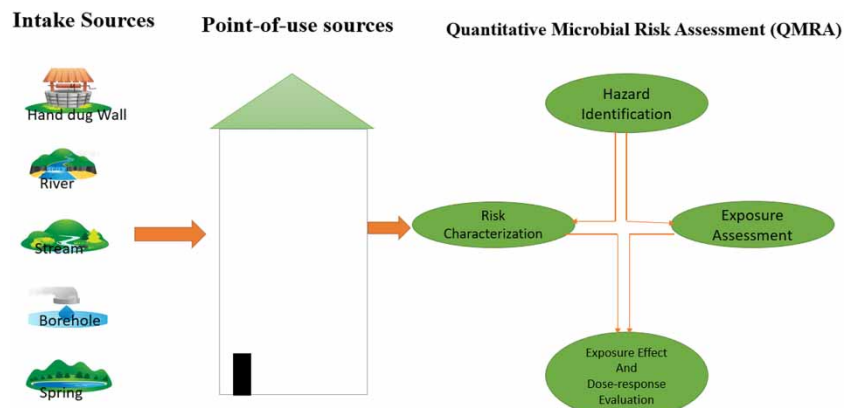 Intake Sources
Point-of-use sources
Quantitative Microbial Risk Assessment (QMRA)
Hand dug Wall
River
Stream
Borehole
Spring
Hazard
Identification
Risk
Characterization
Exposure
Assessment
Exposure Effect
And
Dose-response
Evaluation